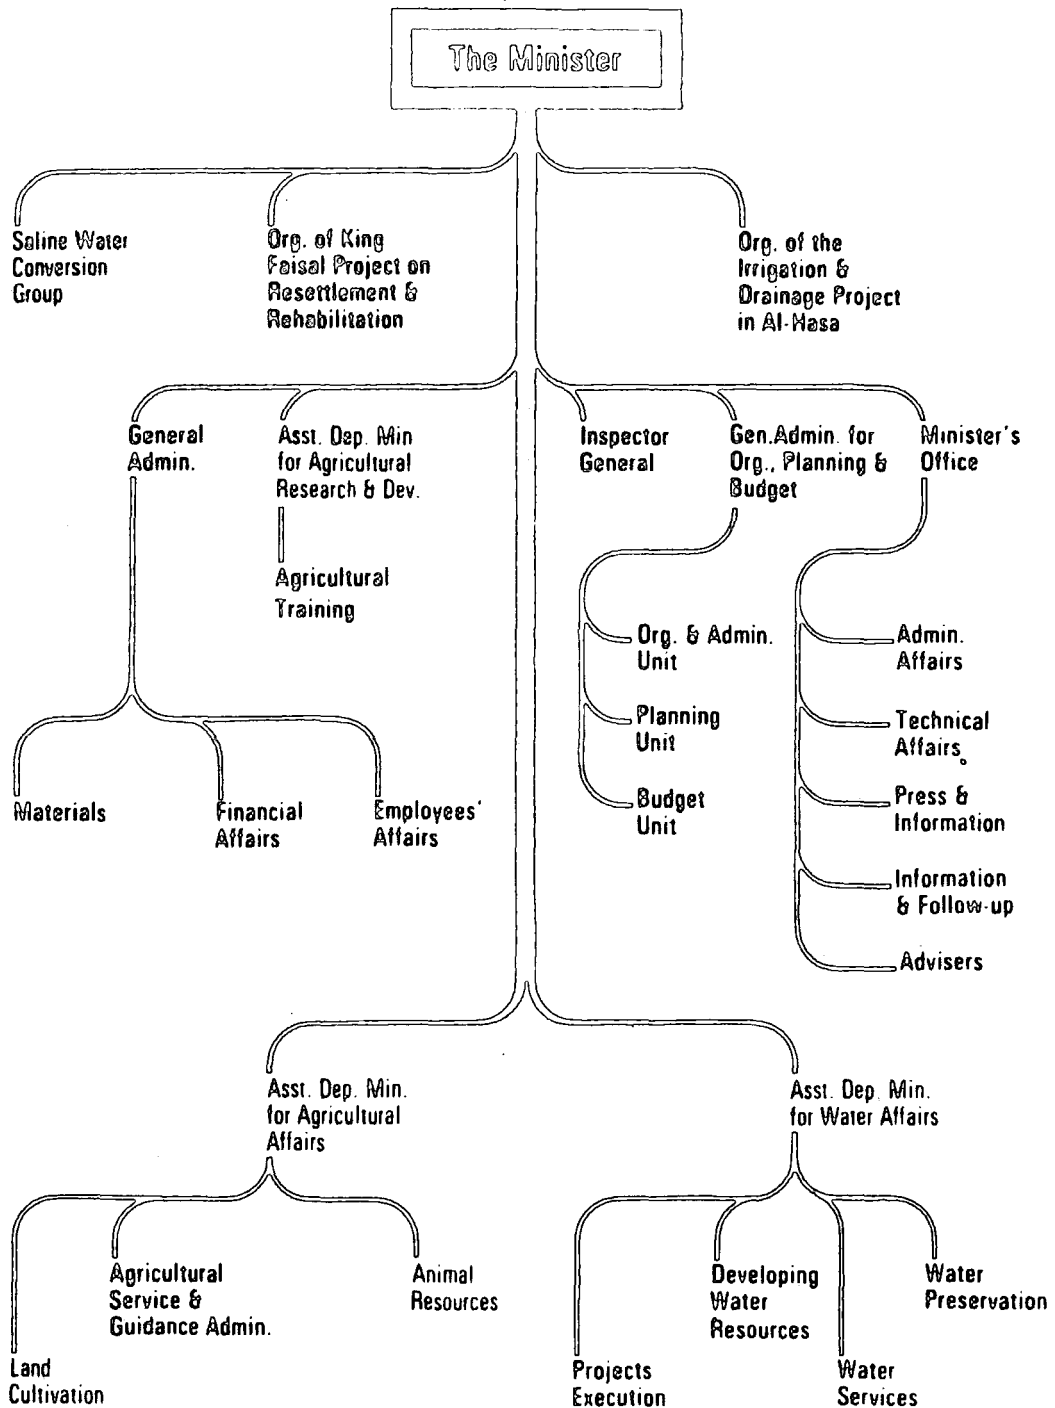 The Minister
Saline Water
Conversion
Group
Org. of King
Faisal Project on
Resettlement &
Rehabilitation
Org. of the
Irrigation &
Drainage Project
in Al-Hasa
General
Admin.
Asst. Dep. Min
for Agricultural
Research & Dev.
Inspector
General
Gen.Admin. for
Org., Planning &
Budget
Minister's
Office
Agricultural
Training
Org. & Admin.
Unit
Planning
Unit
Budget
Unit
Admin.
Affairs
Technical
Affairs
Press &
Information
Information
& Follow-up
Advisers
Materials
Financial
Affairs
Employees'
Affairs
Asst. Dep. Min.
for Agricultural
Affairs
Asst. Dep. Min.
for Water Affairs
Land
Cultivation
Agricultural
Service &
Guidance Admin.
Animal
Resources
Projects
Execution
Developing
Water
Resources
Water
Services
Water
Preservation